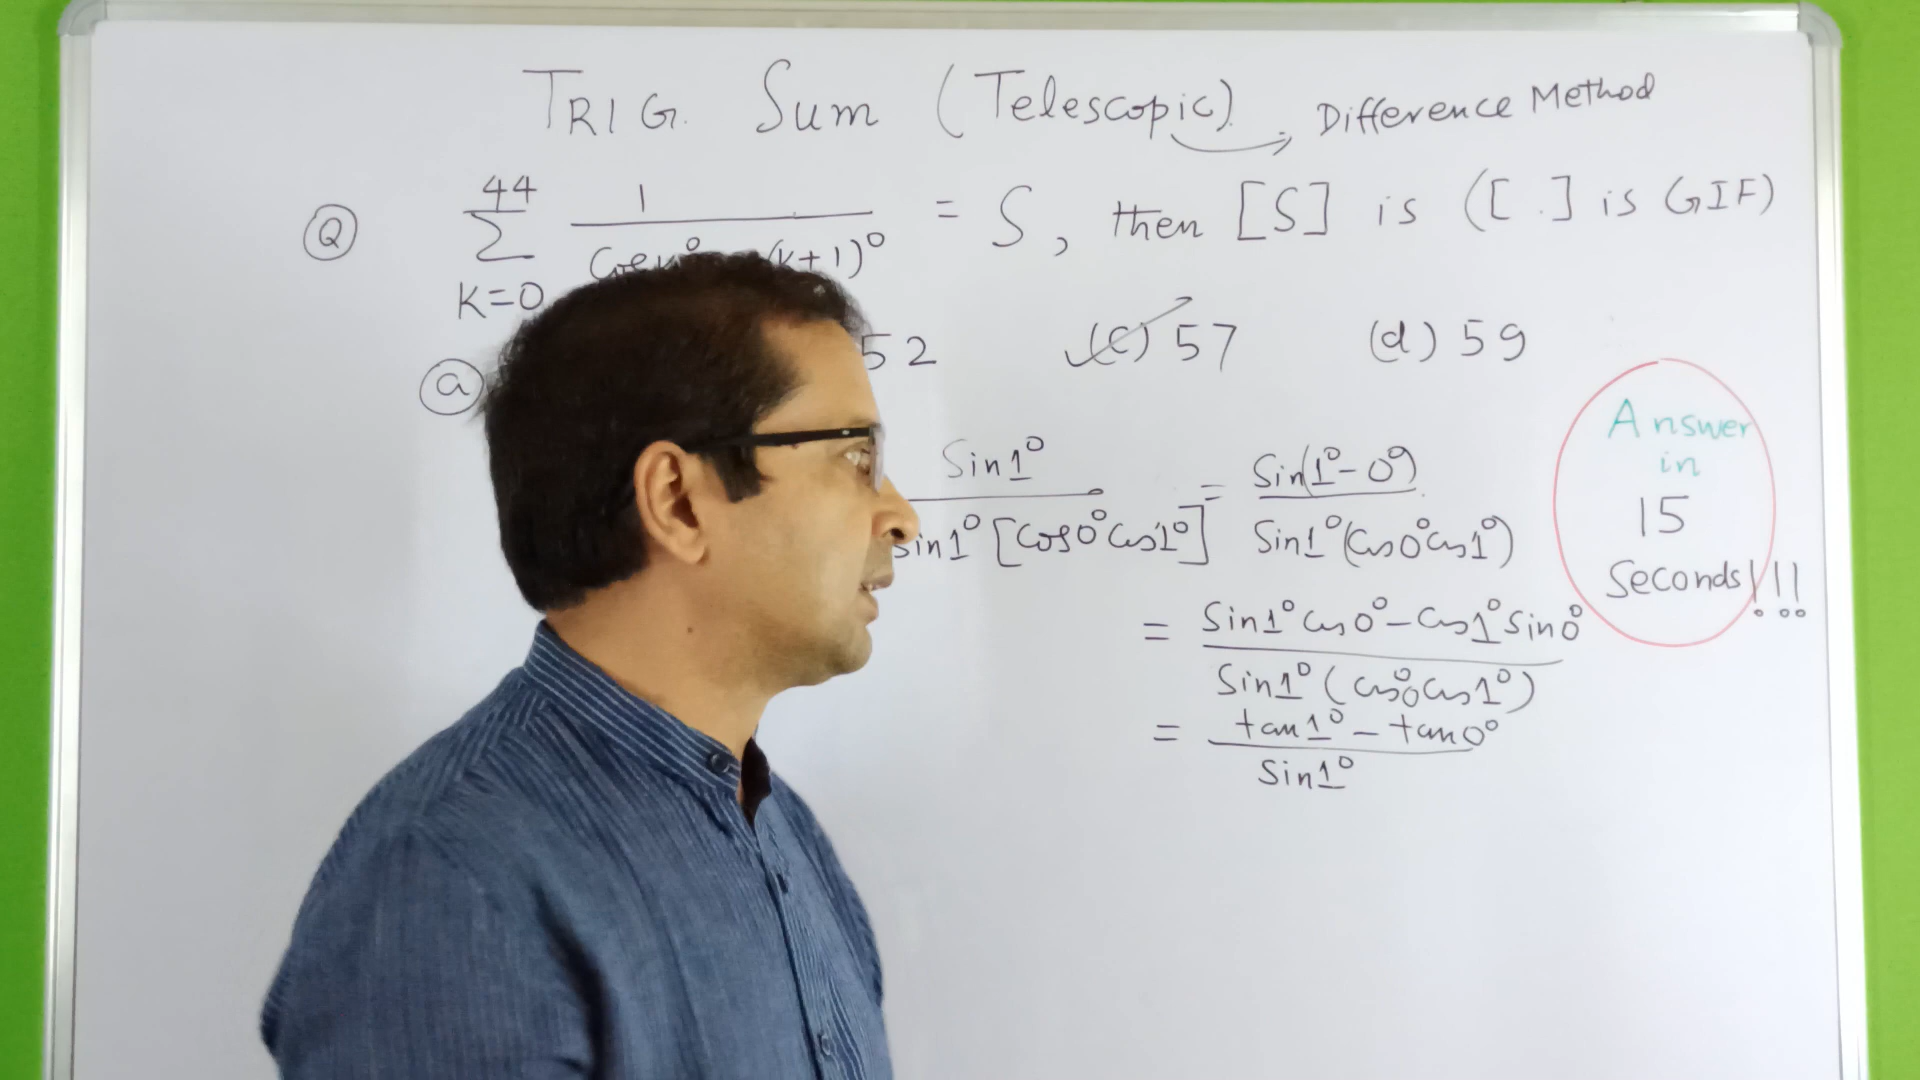 TRIG. Sum (Telescopic) → Difference Method
Q 44 Σ K=0 1 / (k+1)° = S, then [S] is ([.] is GIF)
(a) 52 (c) 57 (d) 59
Answer
in
15
Seconds!!!
Sin1° / Sin1° [Cos0° Cos1°] = Sin(1°-0°) / Sin1° (Cos0° Cos1°)
= Sin1° Cos0° - Cos1° Sin0° / Sin1° (Cos0° Cos1°)
= tan1° - tan0° / Sin1°